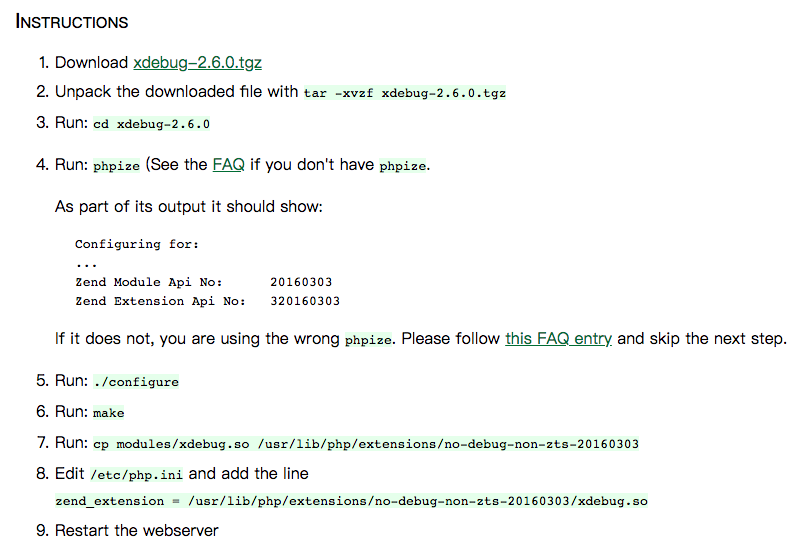 INSTRUCTIONS
1. Download xdebug-2.6.0.tgz
2. Unpack the downloaded file with tar -xvzf xdebug-2.6.0.tgz
3. Run: cd xdebug-2.6.0
4. Run: phpize (See the FAQ if you don't have phpize.
As part of its output it should show:
Configuring for:
...
Zend Module Api No:      20160303
Zend Extension Api No:   320160303
If it does not, you are using the wrong phpize. Please follow this FAQ entry and skip the next step.
5. Run: ./configure
6. Run: make
7. Run: cp modules/xdebug.so /usr/lib/php/extensions/no-debug-non-zts-20160303
8. Edit /etc/php.ini and add the line
zend_extension = /usr/lib/php/extensions/no-debug-non-zts-20160303/xdebug.so
9. Restart the webserver